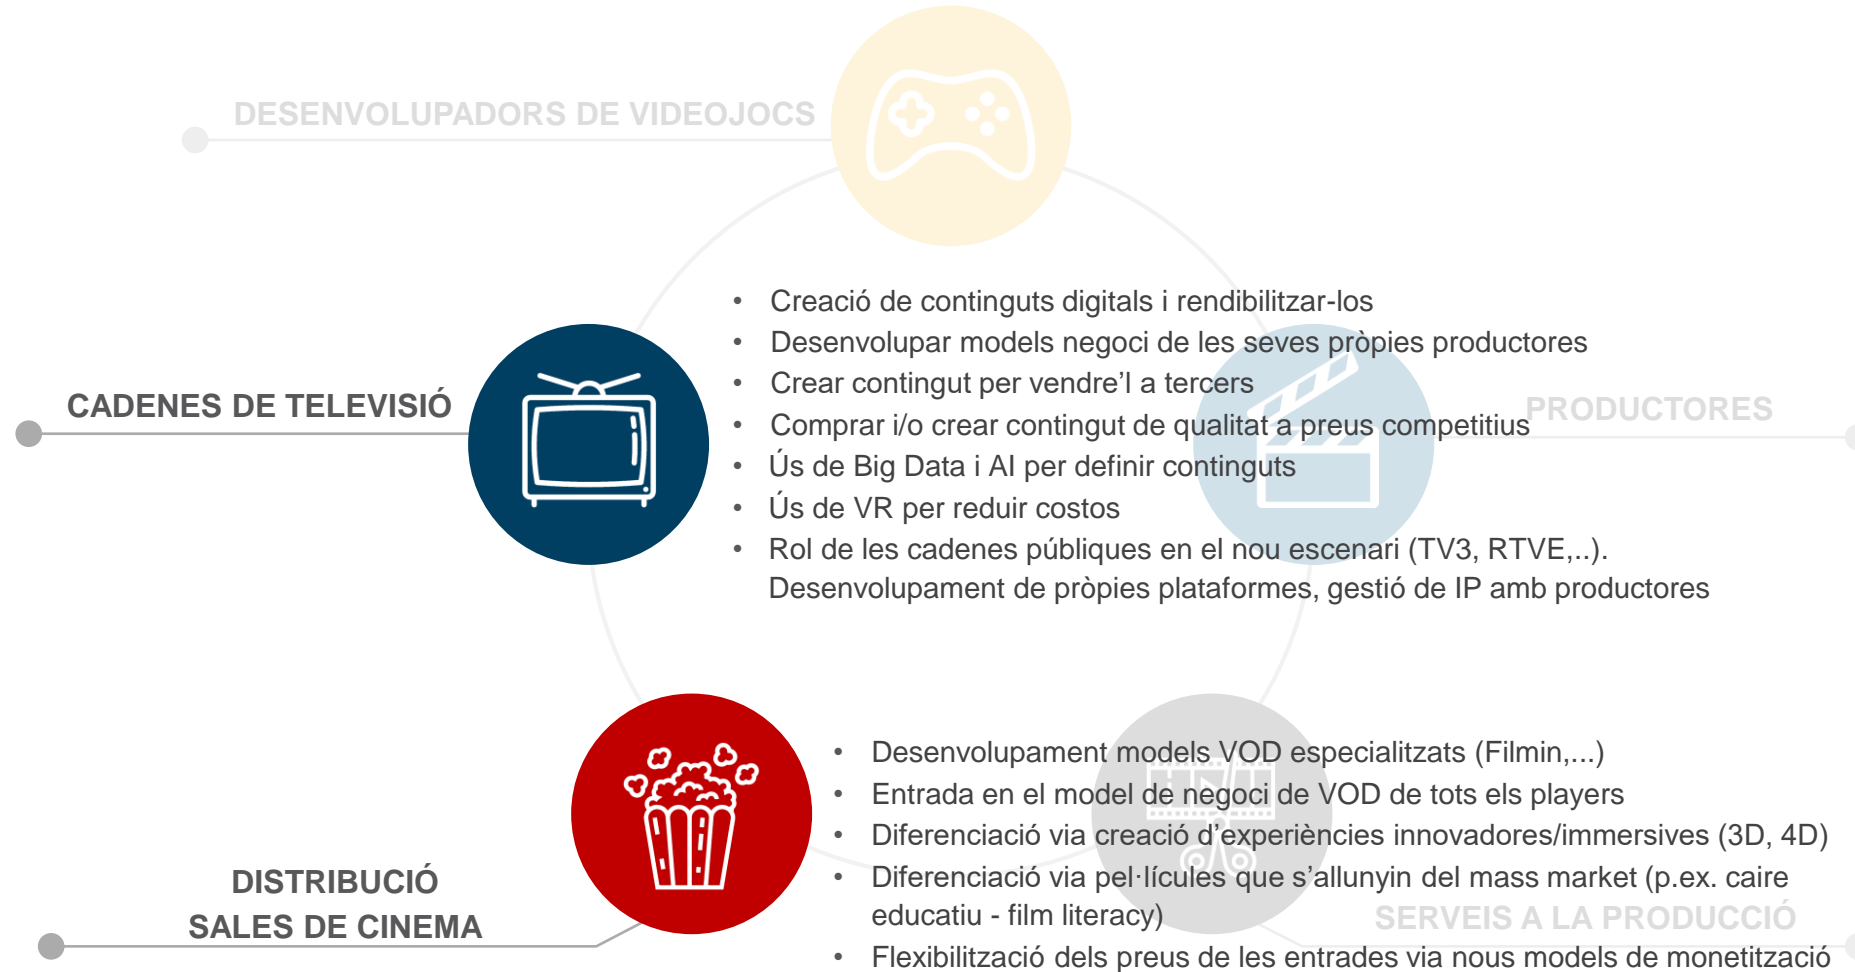 DESENVOLUPADORS DE VIDEOJOCS
CADENES DE TELEVISIÓ
• Creació de continguts digitals i rendibilitzar-los
• Desenvolupar models negoci de les seves pròpies productores
• Crear contingut per vendre’l a tercers
• Comprar i/o crear contingut de qualitat a preus competitius
• Ús de Big Data i AI per definir continguts
• Ús de VR per reduir costos
• Rol de les cadenes públiques en el nou escenari (TV3, RTVE,..).
Desenvolupament de pròpies plataformes, gestió de IP amb productores
PRODUCTORES
DISTRIBUCIÓ
SALES DE CINEMA
• Desenvolupament models VOD especialitzats (Filmin,...)
• Entrada en el model de negoci de VOD de tots els players
• Diferenciació via creació d’experiències innovadores/immersives (3D, 4D)
• Diferenciació via pel·lícules que s’allunyin del mass market (p.ex. caire
educatiu - film literacy)
• Flexibilització dels preus de les entrades via nous models de monetització
SERVEIS A LA PRODUCCIÓ